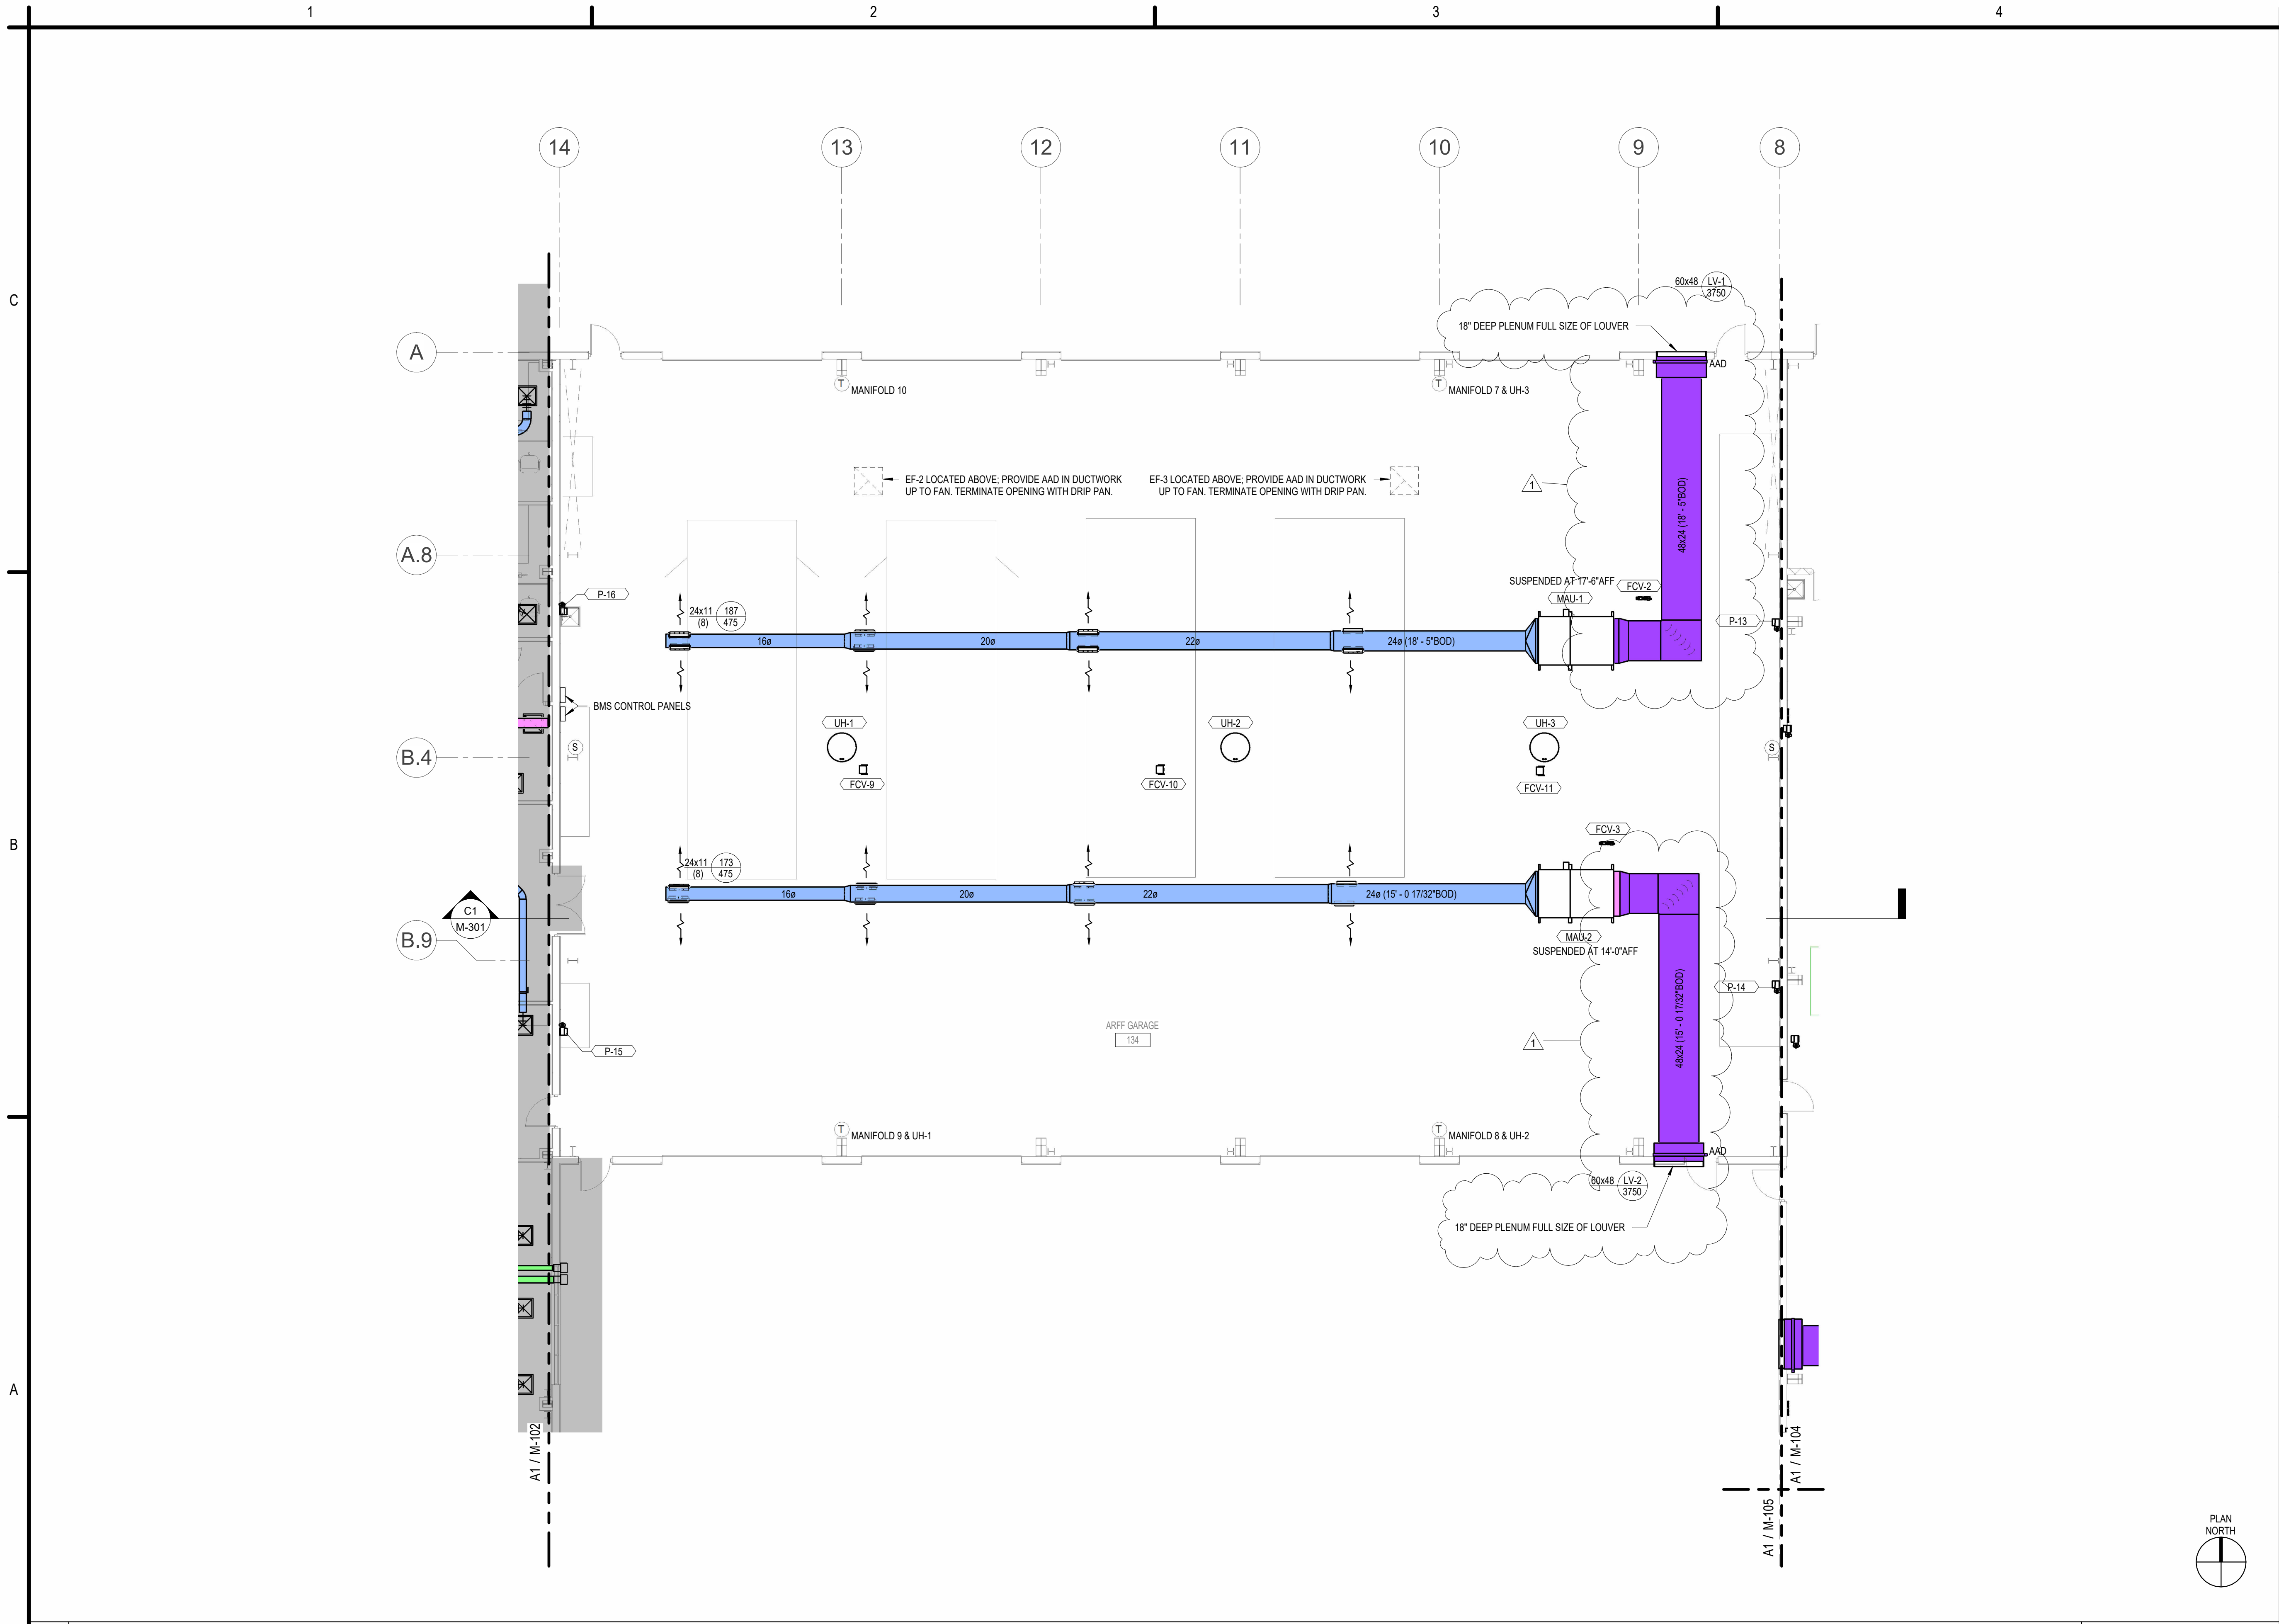 1
2
3
4
C
B
A
14
13
12
11
10
9
8
A
A.8
B.4
B.9
60x48
LV-1
3750
18" DEEP PLENUM FULL SIZE OF LOUVER
AAD
T
MANIFOLD 10
T
MANIFOLD 7 & UH-3
EF-2 LOCATED ABOVE; PROVIDE AAD IN DUCTWORK
UP TO FAN. TERMINATE OPENING WITH DRIP PAN.
EF-3 LOCATED ABOVE; PROVIDE AAD IN DUCTWORK
UP TO FAN. TERMINATE OPENING WITH DRIP PAN.
1
48x24 (18' - 5"BOD)
SUSPENDED AT 17'-6"AFF
FCV-2
MAU-1
P-16
24x11
(8)
187
475
P-13
16ø
20ø
22ø
24ø (18' - 5"BOD)
BMS CONTROL PANELS
UH-1
UH-2
UH-3
S
S
FCV-9
FCV-10
FCV-11
FCV-3
24x11
(8)
173
475
16ø
20ø
22ø
24ø (15' - 0 17/32"BOD)
C1
M-301
MAU-2
SUSPENDED AT 14'-0"AFF
P-14
48x24 (15' - 0 17/32"BOD)
ARFF GARAGE
134
1
P-15
T
MANIFOLD 9 & UH-1
T
MANIFOLD 8 & UH-2
AAD
60x48
LV-2
3750
18" DEEP PLENUM FULL SIZE OF LOUVER
A1 / M-102
A1 / M-104
A1 / M-105
PLAN
NORTH